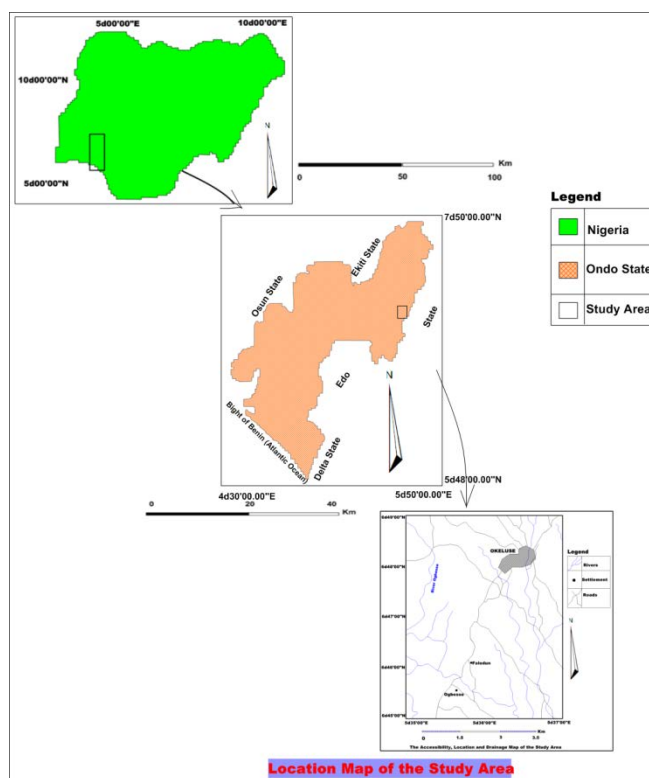 5d00'00"E
10d00'00"E
10d00'00"N
5d00'00"N
N
Km
0
50
100
7d50'00.00"N
Legend
Nigeria
Ondo State
Study Area
Osun State
Ekiti State
Edo
State
Delta State
Bight of Benin (Atlantic Ocean)
N
5d48'00.00"N
4d30'00.00"E
5d50'00.00"E
0
20
40
Km
OKELUSE
Legend
Rivers
Settlement
Roads
N
Ogbesse
0
Km
The Accessibility, Location and Drainage Map of the Study Area
Location Map of the Study Area